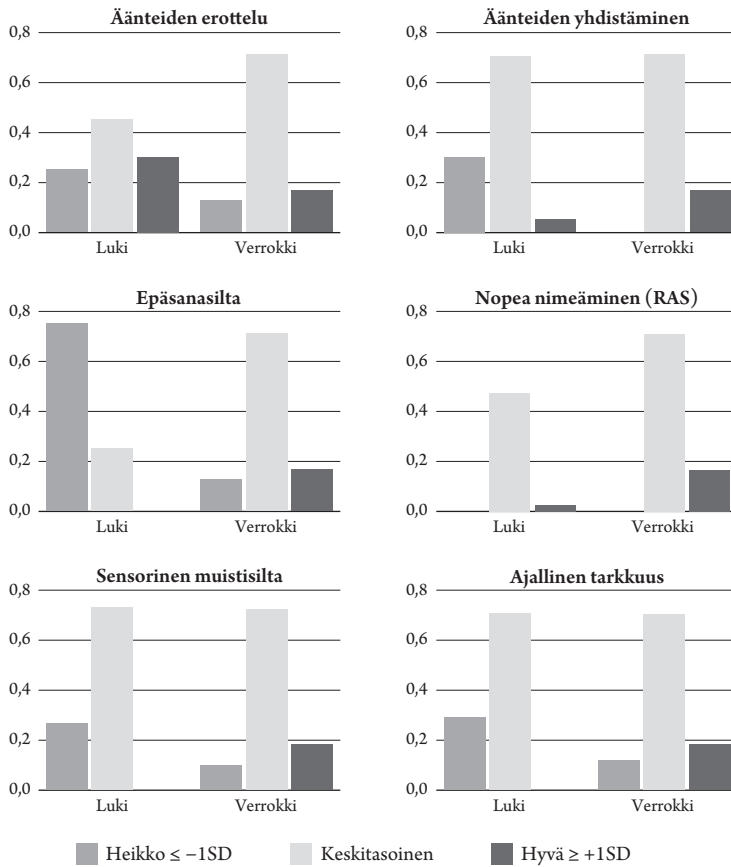 Äänteiden erottelu
0,8
0,6
0,4
0,2
0,0
Luki
Verrokki
Äänteiden yhdistäminen
0,8
0,6
0,4
0,2
0,0
Luki
Verrokki
Epäsanasilta
0,8
0,6
0,4
0,2
0,0
Luki
Verrokki
Nopea nimeäminen (RAS)
0,8
0,6
0,4
0,2
0,0
Luki
Verrokki
Sensorinen muistisilta
0,8
0,6
0,4
0,2
0,0
Luki
Verrokki
Ajallinen tarkkuus
0,8
0,6
0,4
0,2
0,0
Luki
Verrokki
Heikko ≤ −1SD
Keskitasoinen
Hyvä ≥ +1SD